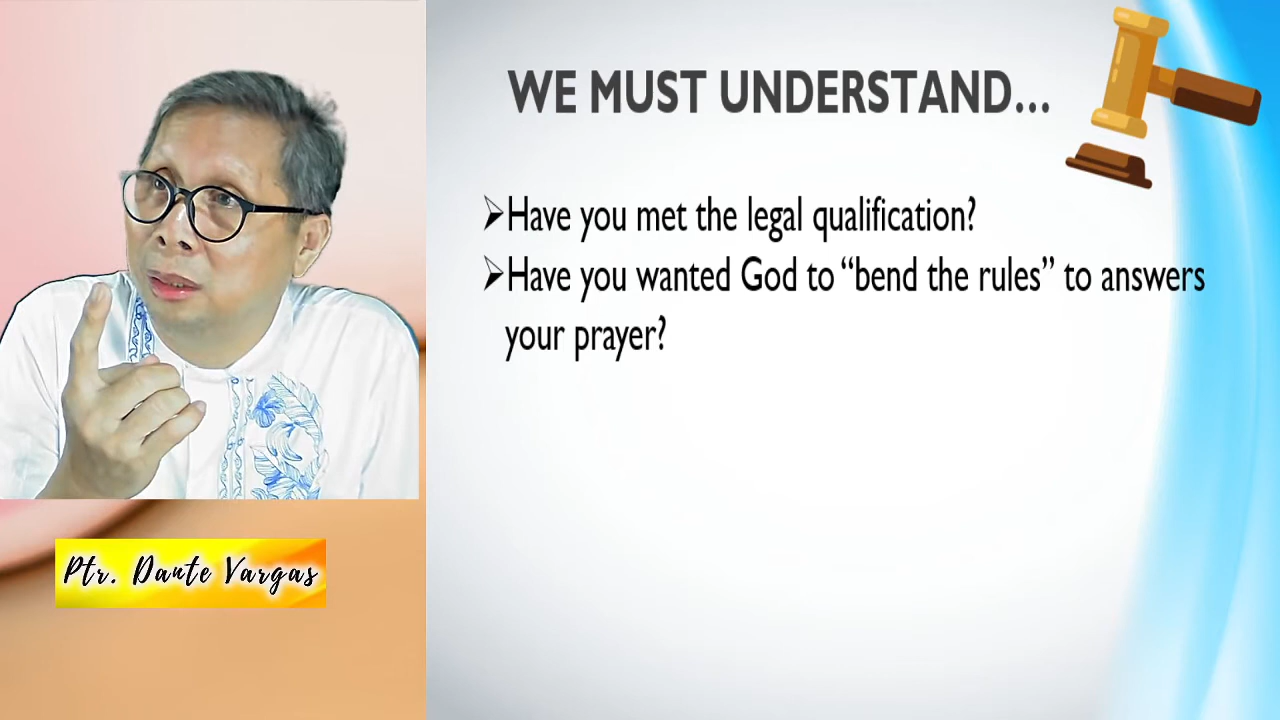 WE MUST UNDERSTAND...
➢Have you met the legal qualification?
➢Have you wanted God to “bend the rules” to answers
your prayer?
Ptr. Dante Vargas